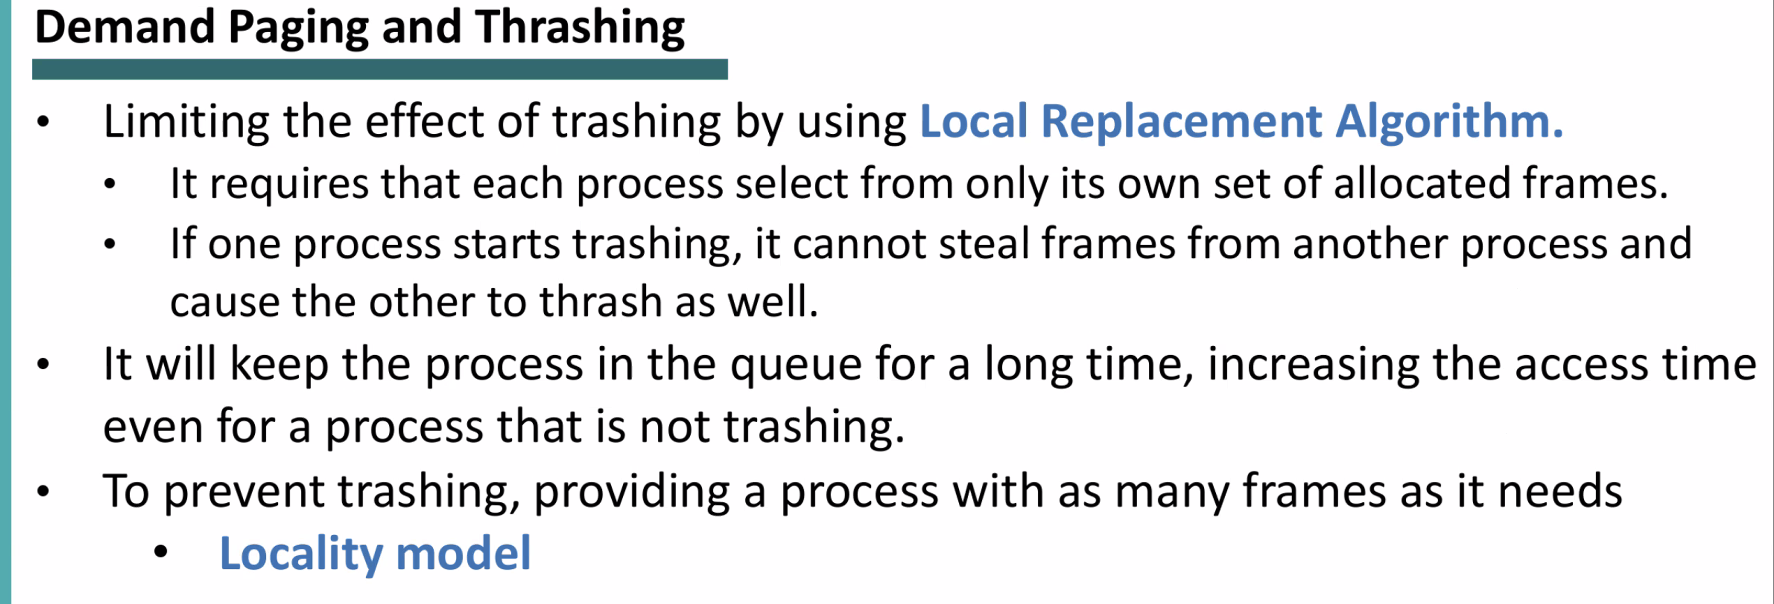 Demand Paging and Thrashing
• Limiting the effect of trashing by using Local Replacement Algorithm.
• It requires that each process select from only its own set of allocated frames.
• If one process starts trashing, it cannot steal frames from another process and
cause the other to thrash as well.
• It will keep the process in the queue for a long time, increasing the access time
even for a process that is not trashing.
• To prevent trashing, providing a process with as many frames as it needs
• Locality model